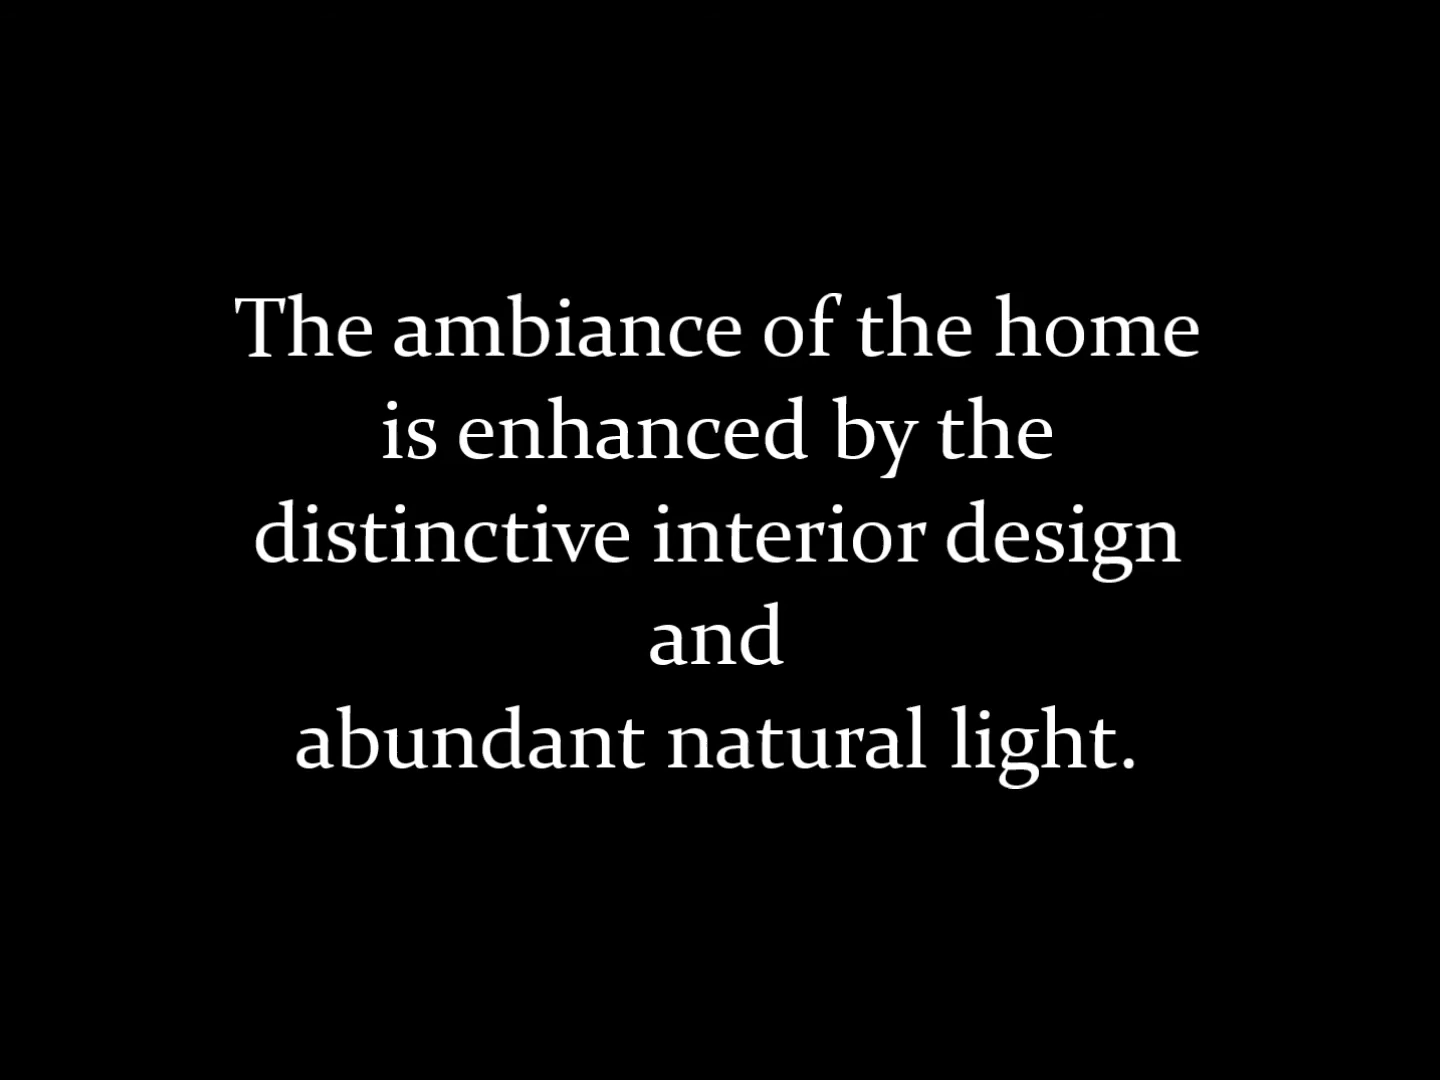 The ambiance of the home
is enhanced by the
distinctive interior design
and
abundant natural light.